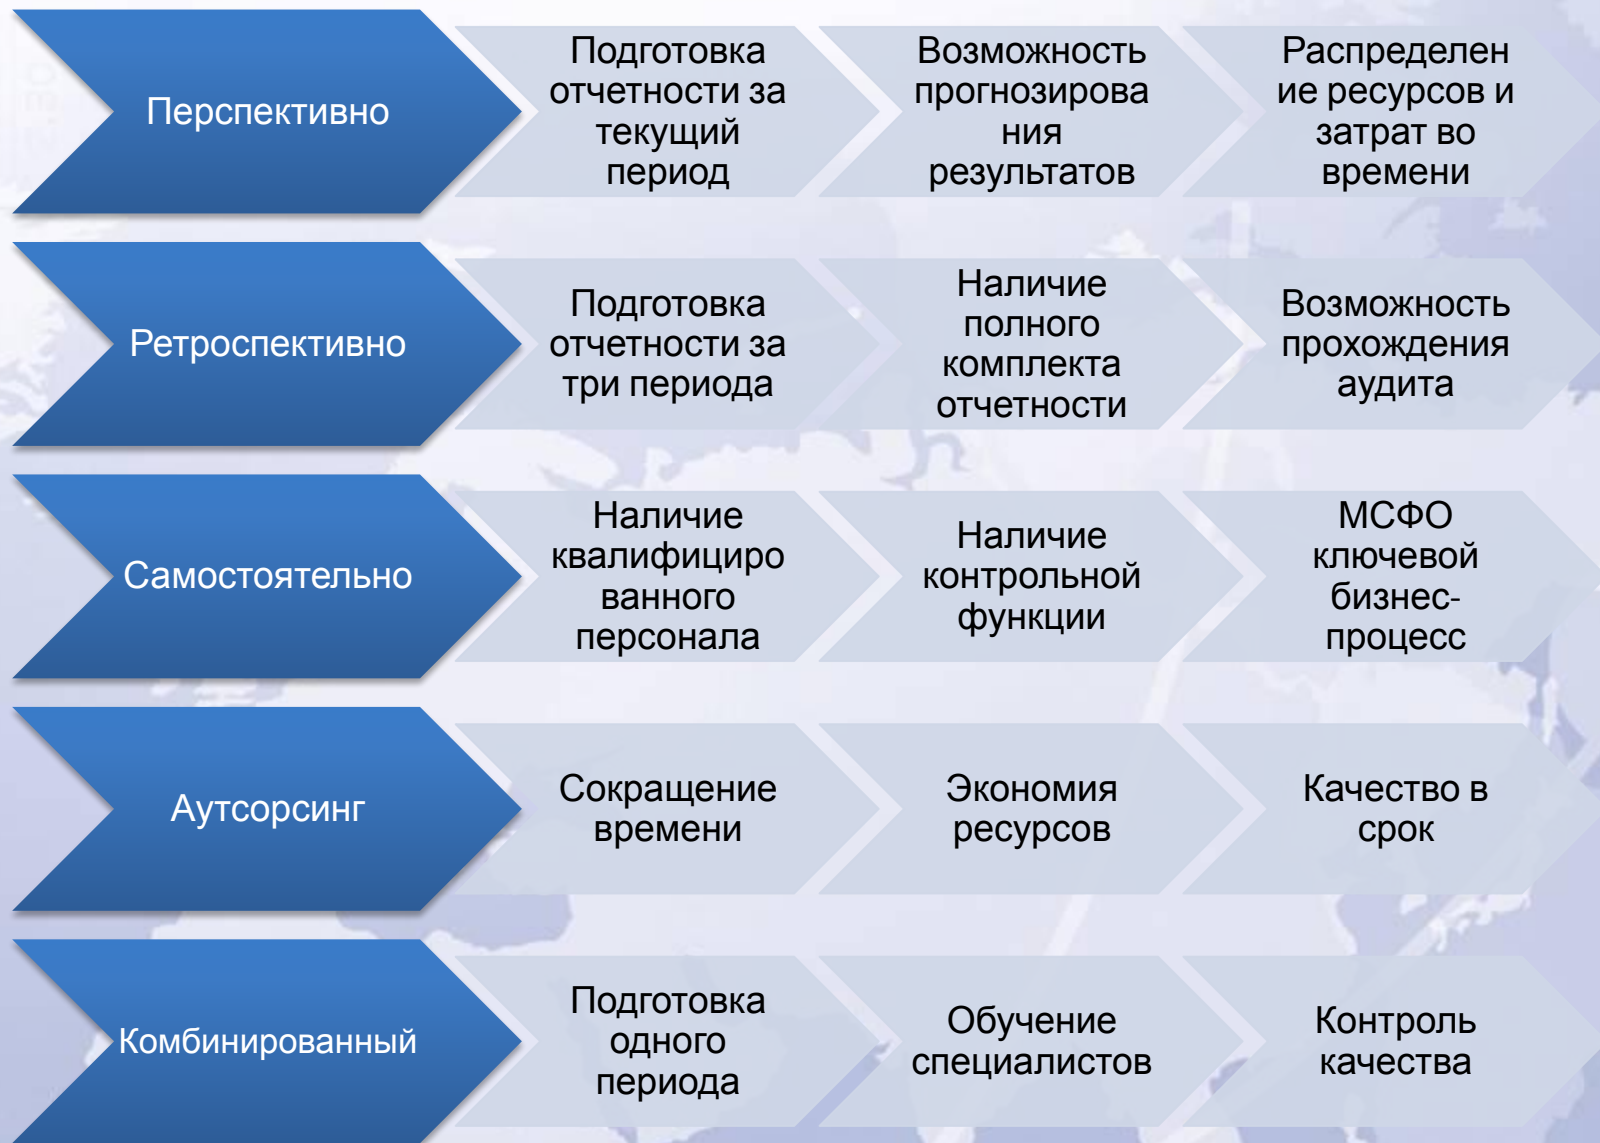 Перспективно
Подготовка
отчетности за
текущий
период
Возможность
прогнозирова
ния
результатов
Распределен
ие ресурсов и
затрат во
времени
Ретроспективно
Подготовка
отчетности за
три периода
Наличие
полного
комплекта
отчетности
Возможность
прохождения
аудита
Самостоятельно
Наличие
квалифициро
ванного
персонала
Наличие
контрольной
функции
МСФО
ключевой
бизнес-
процесс
Аутсорсинг
Сокращение
времени
Экономия
ресурсов
Качество в
срок
Комбинированный
Подготовка
одного
периода
Обучение
специалистов
Контроль
качества